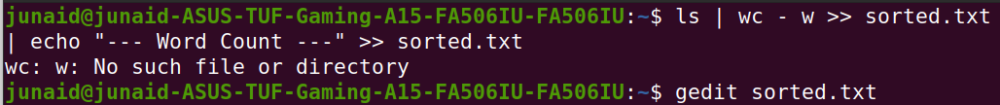 junaid@junaid-ASUS-TUF-Gaming-A15-FA506IU-FA506IU:~$ ls | wc - w >> sorted.txt
| echo "--- Word Count ---" >> sorted.txt
wc: w: No such file or directory
junaid@junaid-ASUS-TUF-Gaming-A15-FA506IU-FA506IU:~$ gedit sorted.txt